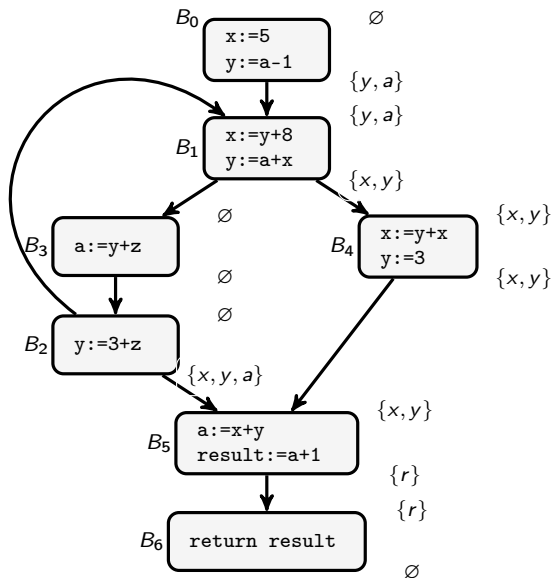 B0
∅
x:=5
y:=a-1
{y, a}
{y, a}
B1
x:=y+8
y:=a+x
{x, y}
∅
{x, y}
B3
a:=y+z
B4
x:=y+x
y:=3
∅
{x, y}
∅
B2
y:=3+z
{x, y, a}
{x, y}
B5
a:=x+y
result:=a+1
{r}
{r}
B6
return result
∅